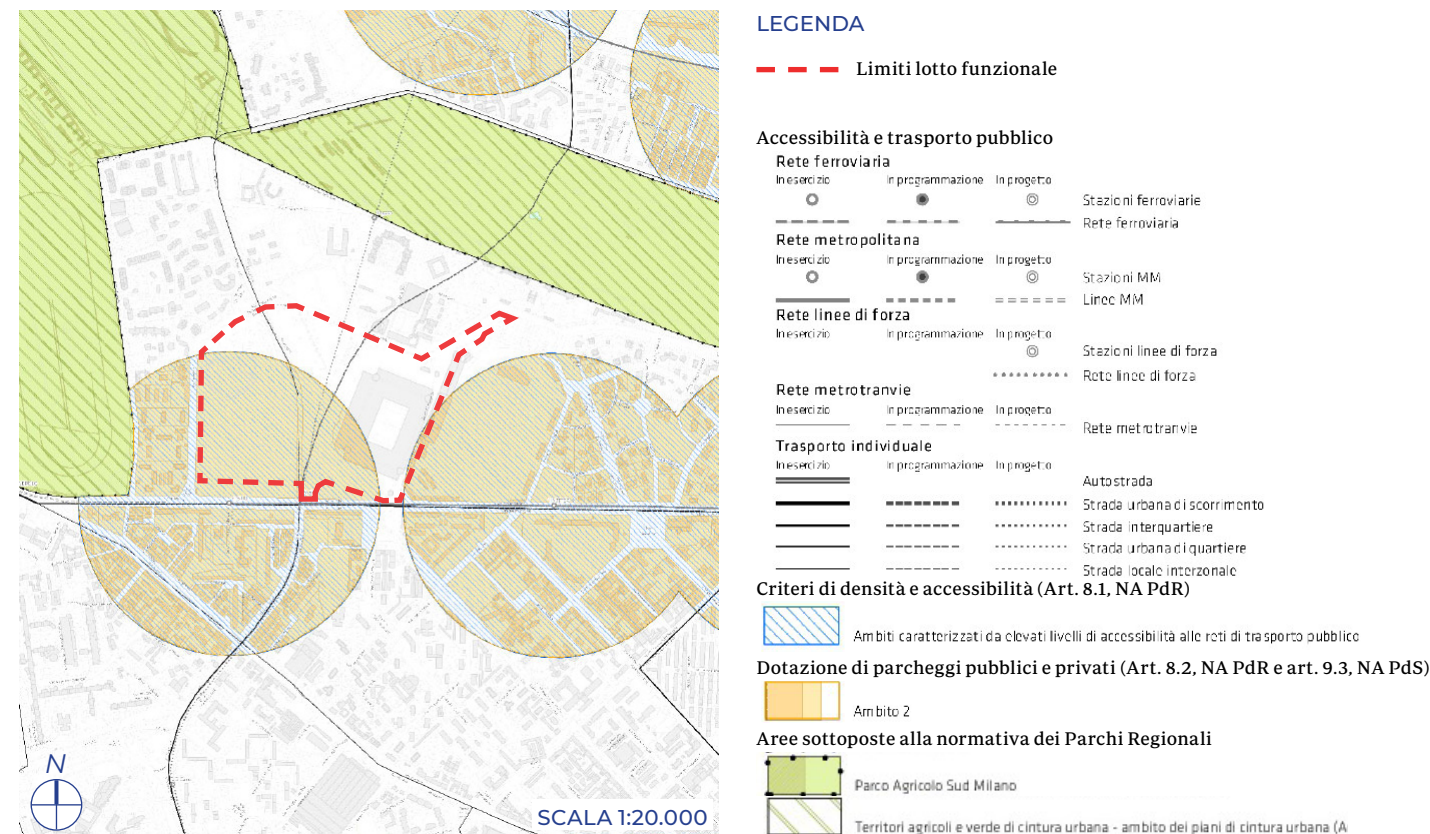 N
SCALA 1:20.000
LEGENDA
Limiti lotto funzionale
Accessibilità e trasporto pubblico
Rete ferroviaria
In esercizio In programmazione In progetto
Stazioni ferroviarie
Rete ferroviaria
Rete metropolitana
In esercizio In programmazione In progetto
Stazioni MM
Linee MM
Rete linee di forza
In esercizio In programmazione In progetto
Stazioni linee di forza
Rete linee di forza
Rete metrotranvie
In esercizio In programmazione In progetto
Rete metrotranvie
Trasporto individuale
In esercizio In programmazione In progetto
Autostrada
Strada urbana di scorrimento
Strada interquartiere
Strada urbana di quartiere
Strada locale interzonale
Criteri di densità e accessibilità (Art. 8.1, NA PdR)
Ambiti caratterizzati da elevati livelli di accessibilità alle reti di trasporto pubblico
Dotazione di parcheggi pubblici e privati (Art. 8.2, NA PdR e art. 9.3, NA PdS)
Ambito 2
Aree sottoposte alla normativa dei Parchi Regionali
Parco Agricolo Sud Milano
Territori agricoli e verde di cintura urbana - ambito dei piani di cintura urbana (A